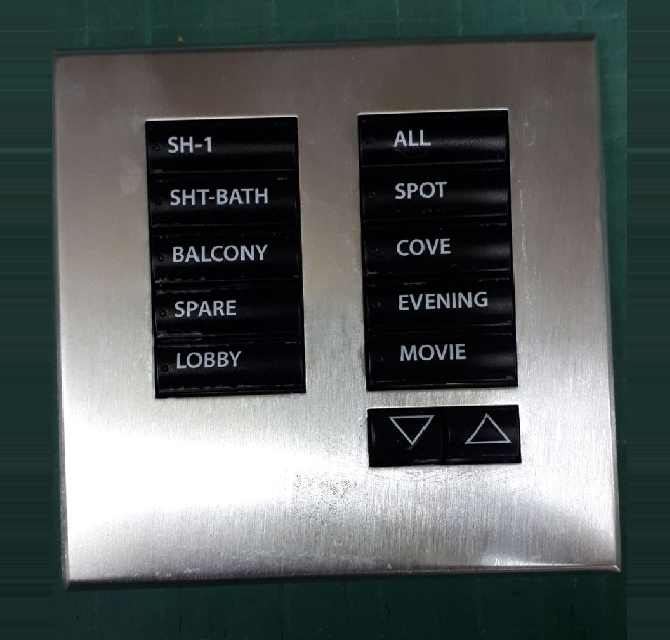 SH-1
SHT-BATH
BALCONY
SPARE
LOBBY
ALL
SPOT
COVE
EVENING
MOVIE